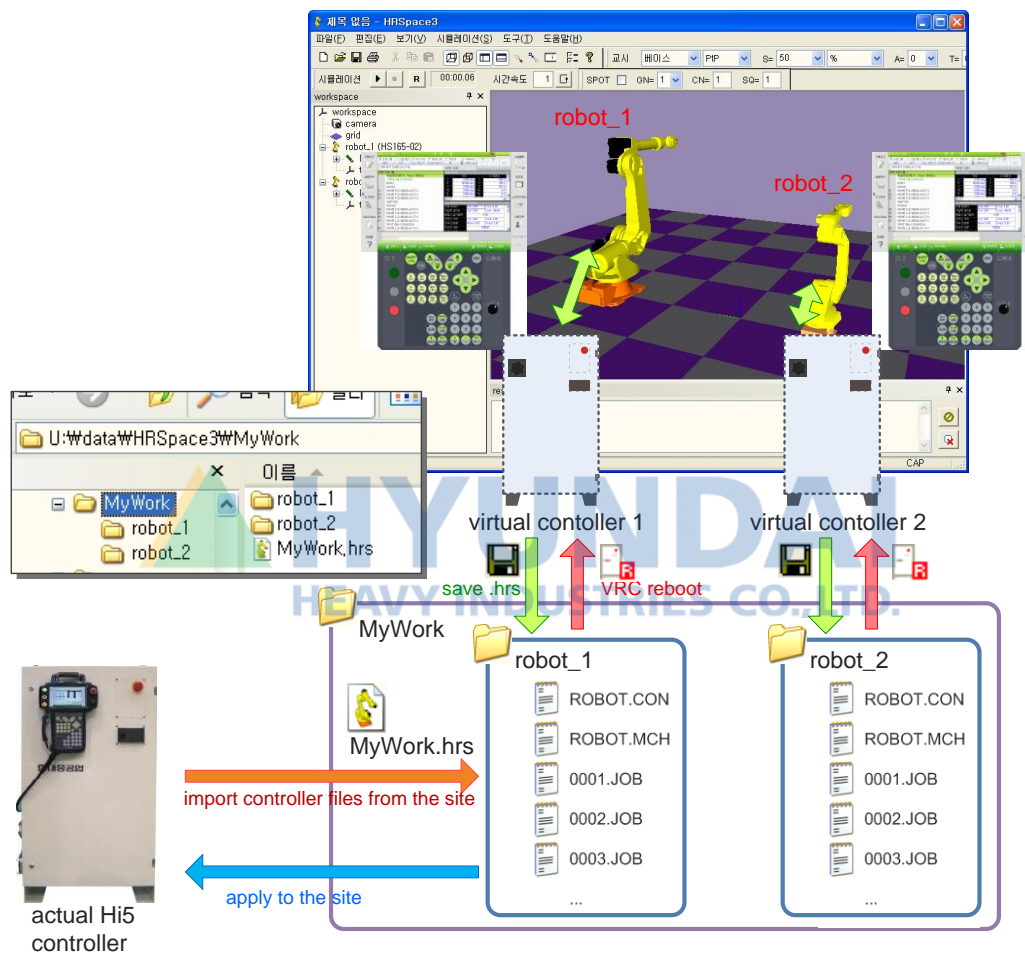 제목 없음 - HRSpace3
파일(F) 편집(E) 보기(V) 시뮬레이션(S) 도구(T) 도움말(H)
교시 베이스 PtP S= 50 % A= 0 T=
시뮬레이션 R 00:00.06 시간속도 1 SPOT GN= 1 CN= 1 SQ= 1
workspace
workspace
camera
grid
robot_1 (HS165-02)
robot_1
robot_2
U:₩data₩HRSpace3₩MyWork
이름
MyWork
robot_1
robot_2
robot_1
robot_2
MyWork.hrs
CAP
virtual contoller 1
virtual contoller 2
save .hrs
VRC reboot
HYUNDAI
HEAVY INDUSTRIES CO.,LTD.
MyWork
MyWork.hrs
robot_1
ROBOT.CON
ROBOT.MCH
0001.JOB
0002.JOB
0003.JOB
...
robot_2
ROBOT.CON
ROBOT.MCH
0001.JOB
0002.JOB
0003.JOB
...
import controller files from the site
apply to the site
actual Hi5
controller